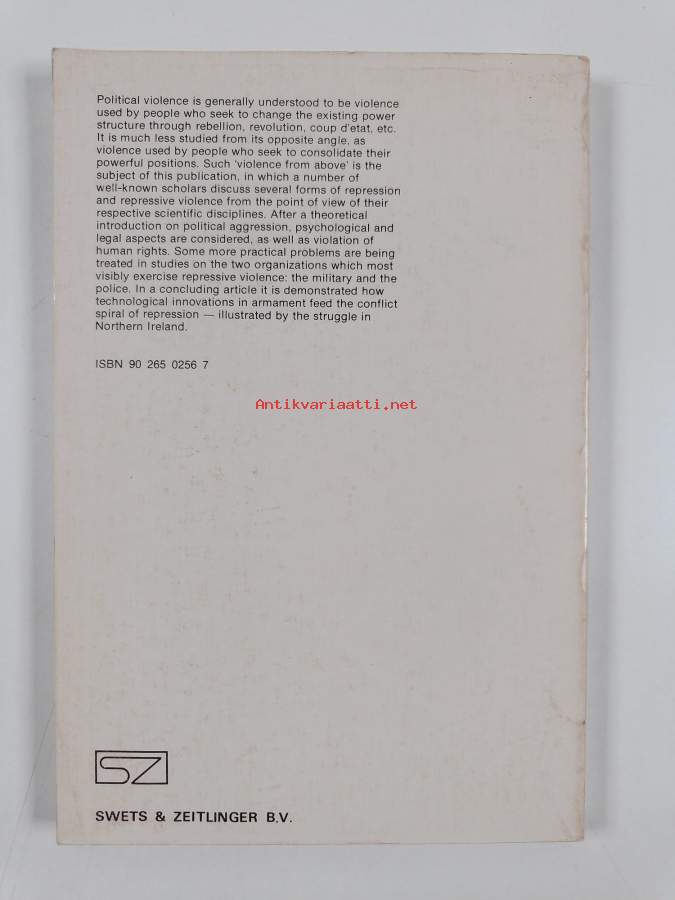 Political violence is generally understood to be violence
used by people who seek to change the existing power
structure through rebellion, revolution, coup d'etat, etc.
It is much less studied from its opposite angle, as
violence used by people who seek to consolidate their
powerful positions. Such 'violence from above' is the
subject of this publication, in which a number of
well-known scholars discuss several forms of repression
and repressive violence from the point of view of their
respective scientific disciplines. After a theoretical
introduction on political aggression, psychological and
legal aspects are considered, as well as violation of
human rights. Some more practical problems are being
treated in studies on the two organizations which most
visibly exercise repressive violence: the military and the
police. In a concluding article it is demonstrated how
technological innovations in armament feed the conflict
spiral of repression — illustrated by the struggle in
Northern Ireland.
ISBN 90 265 0256 7
Antikvariaatti.net
SZ
SWETS & ZEITLINGER B.V.